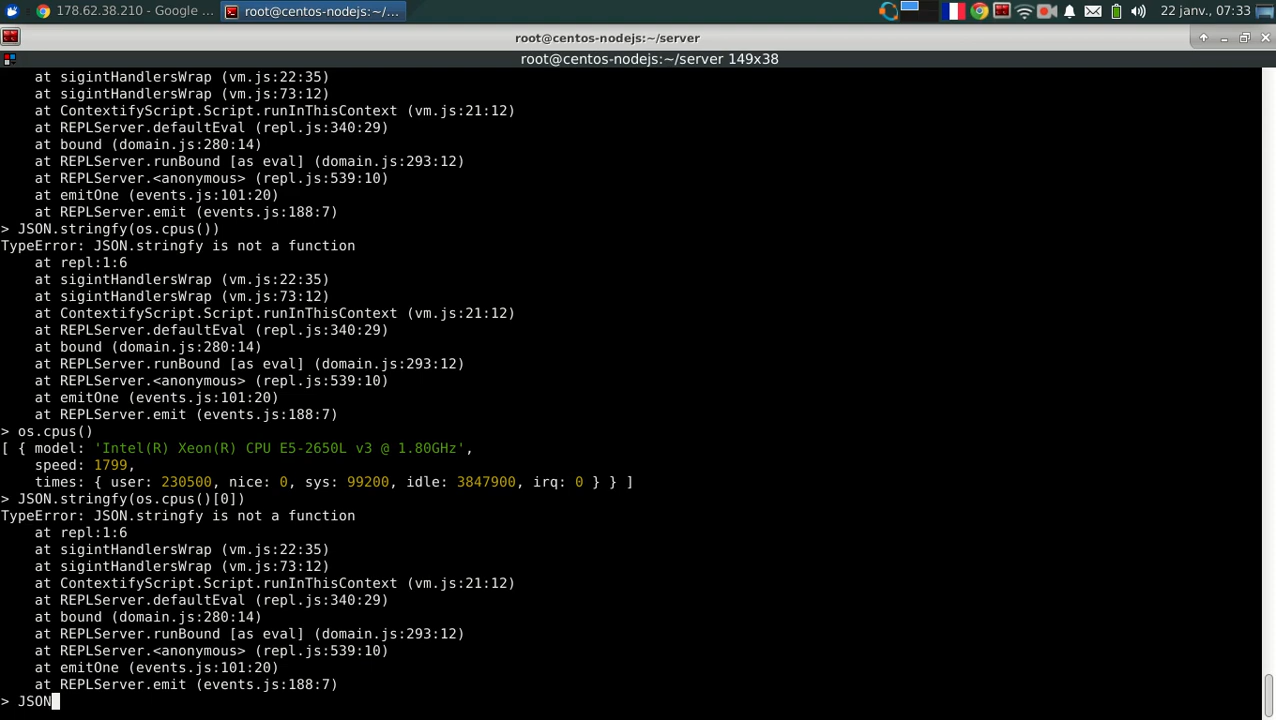 178.62.38.210 - Google ...
root@centos-nodejs:~/...
22 janv., 07:33
root@centos-nodejs:~/server
root@centos-nodejs:~/server 149x38
at sigintHandlersWrap (vm.js:22:35)
at sigintHandlersWrap (vm.js:73:12)
at ContextifyScript.Script.runInThisContext (vm.js:21:12)
at REPLServer.defaultEval (repl.js:340:29)
at bound (domain.js:280:14)
at REPLServer.runBound [as eval] (domain.js:293:12)
at REPLServer.<anonymous> (repl.js:539:10)
at emitOne (events.js:101:20)
at REPLServer.emit (events.js:188:7)
> JSON.stringfy(os.cpus())
TypeError: JSON.stringfy is not a function
at repl:1:6
at sigintHandlersWrap (vm.js:22:35)
at sigintHandlersWrap (vm.js:73:12)
at ContextifyScript.Script.runInThisContext (vm.js:21:12)
at REPLServer.defaultEval (repl.js:340:29)
at bound (domain.js:280:14)
at REPLServer.runBound [as eval] (domain.js:293:12)
at REPLServer.<anonymous> (repl.js:539:10)
at emitOne (events.js:101:20)
at REPLServer.emit (events.js:188:7)
> os.cpus()
[ { model: 'Intel(R) Xeon(R) CPU E5-2650L v3 @ 1.80GHz',
speed: 1799,
times: { user: 230500, nice: 0, sys: 99200, idle: 3847900, irq: 0 } } ]
> JSON.stringfy(os.cpus()[0])
TypeError: JSON.stringfy is not a function
at repl:1:6
at sigintHandlersWrap (vm.js:22:35)
at sigintHandlersWrap (vm.js:73:12)
at ContextifyScript.Script.runInThisContext (vm.js:21:12)
at REPLServer.defaultEval (repl.js:340:29)
at bound (domain.js:280:14)
at REPLServer.runBound [as eval] (domain.js:293:12)
at REPLServer.<anonymous> (repl.js:539:10)
at emitOne (events.js:101:20)
at REPLServer.emit (events.js:188:7)
> JSON